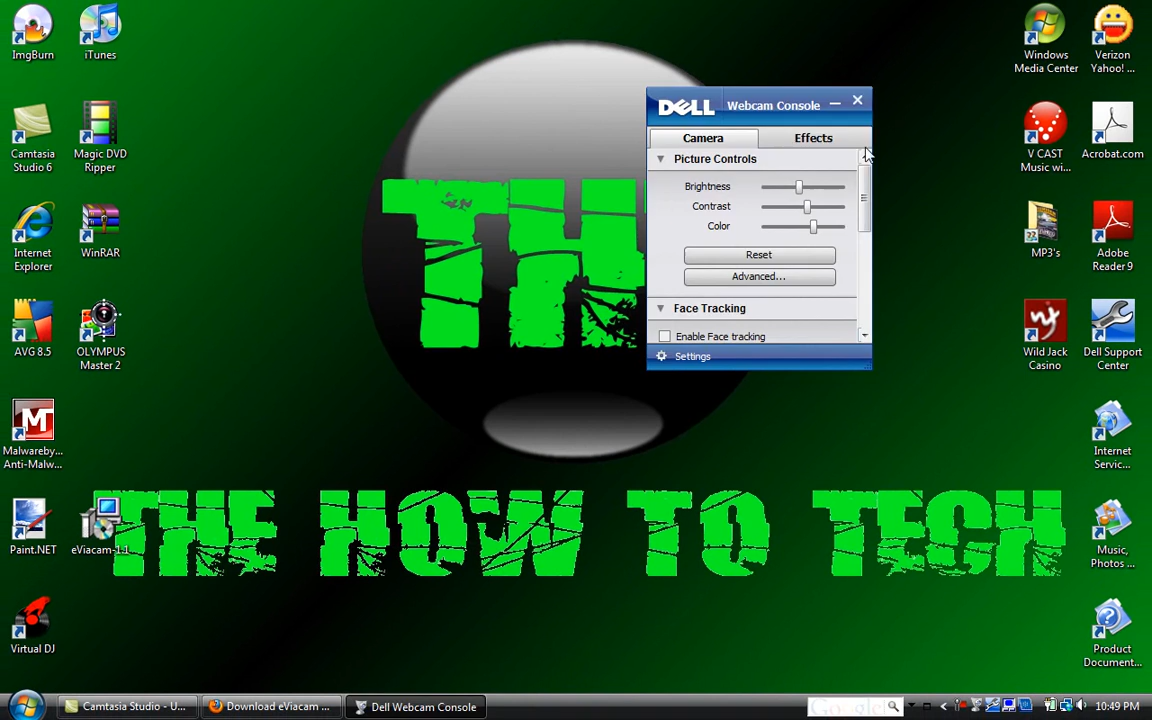 ImgBurn
iTunes
Windows
Media Center
Verizon
Yahoo! ...
DELL
Webcam Console
Camera
Effects
Picture Controls
Brightness
Contrast
Color
Reset
Advanced...
Face Tracking
Enable Face tracking
Settings
Camtasia
Studio 6
Magic DVD
Ripper
V CAST
Music wi...
Acrobat.com
Internet
Explorer
WinRAR
MP3's
Adobe
Reader 9
TH
AVG 8.5
OLYMPUS
Master 2
Wild Jack
Casino
Dell Support
Center
Malwareby...
Anti-Malw...
Internet
Servic...
Paint.NET
eViacam-1.1
THE HOW TO TECH
Music,
Photos ...
Virtual DJ
Product
Document...
Camtasia Studio - U...
Download eViacam ...
Dell Webcam Console
Google
10:49 PM